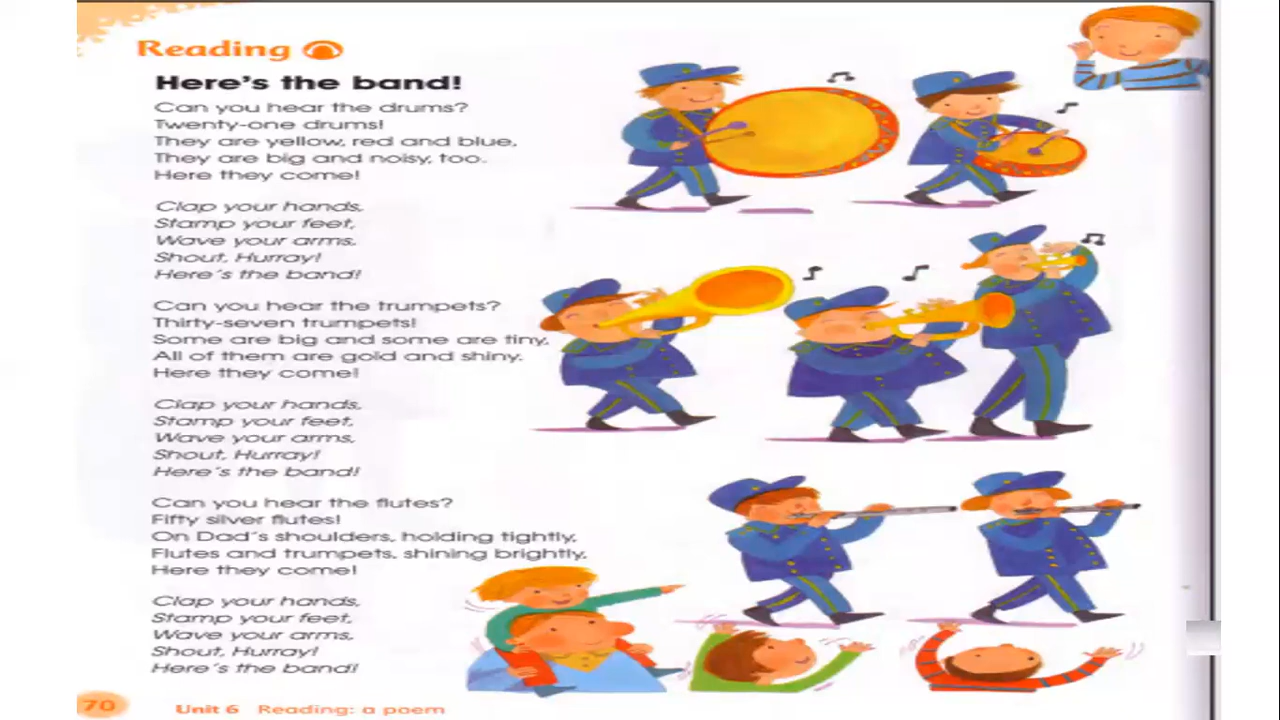 Reading
Here's the band!
Can you hear the drums?
Twenty-one drums!
They are yellow, red and blue,
They are big and noisy, too.
Here they come!
Clap your hands,
Stamp your feet,
Wave your arms,
Shout, Hurray!
Here's the band!
Can you hear the trumpets?
Thirty-seven trumpets!
Some are big and some are tiny,
All of them are gold and shiny.
Here they come!
Clap your hands,
Stamp your feet,
Wave your arms,
Shout, Hurray!
Here's the band!
Can you hear the flutes?
Fifty silver flutes!
On Dad's shoulders, holding tightly,
Flutes and trumpets, shining brightly,
Here they come!
Clap your hands,
Stamp your feet,
Wave your arms,
Shout, Hurray!
Here's the band!
70 Unit 6 Reading: a poem